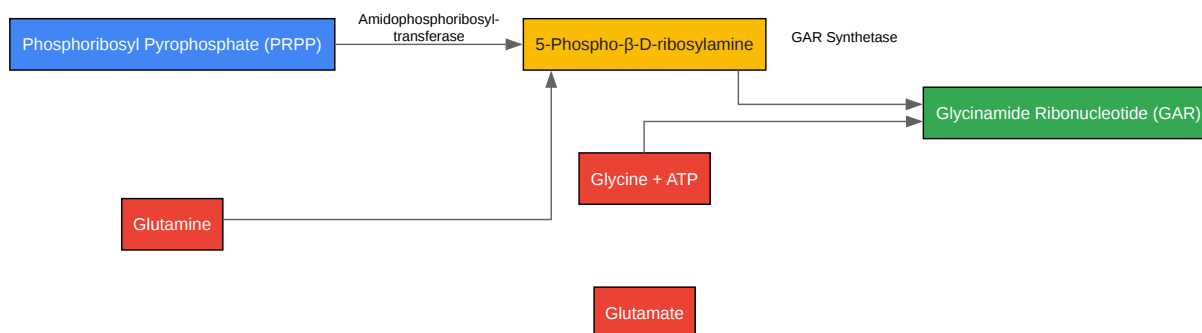 Amidophosphoribosyl-
transferase
Phosphoribosyl Pyrophosphate (PRPP)
5-Phospho-β-D-ribosylamine
GAR Synthetase
Glycinamide Ribonucleotide (GAR)
Glycine + ATP
Glutamine
Glutamate